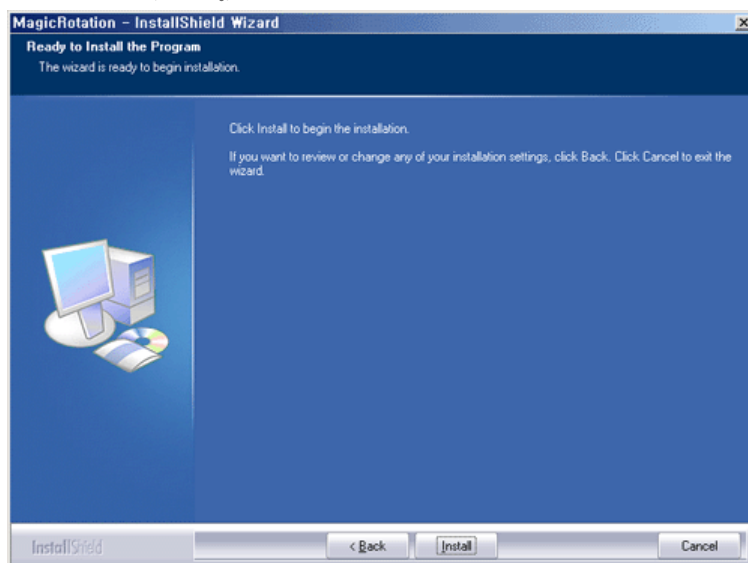 MagicRotation - InstallShield Wizard
Ready to Install the Program
The wizard is ready to begin installation.
Click Install to begin the installation.
If you want to review or change any of your installation settings, click Back. Click Cancel to exit the
wizard.
InstallShield
< Back
Install
Cancel